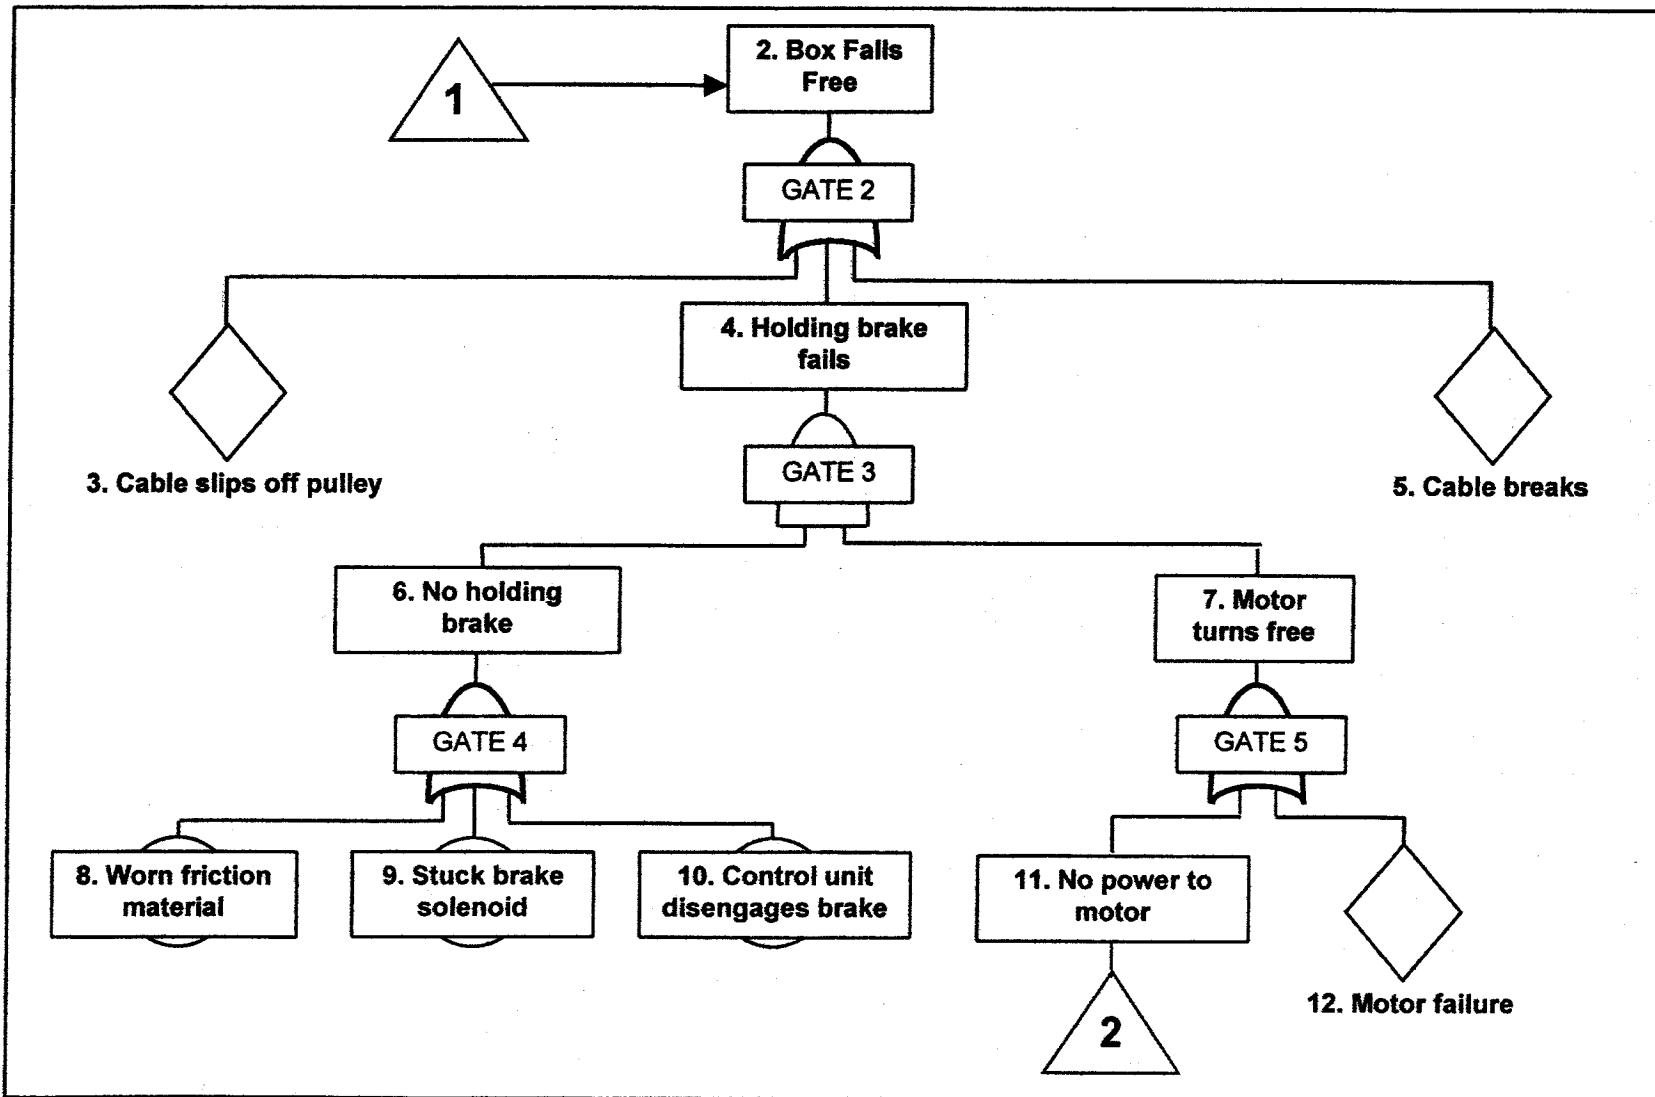 1
2. Box Falls
Free
GATE 2
4. Holding brake
fails
3. Cable slips off pulley
5. Cable breaks
GATE 3
6. No holding
brake
7. Motor
turns free
GATE 4
GATE 5
8. Worn friction
material
9. Stuck brake
solenoid
10. Control unit
disengages brake
11. No power to
motor
12. Motor failure
2